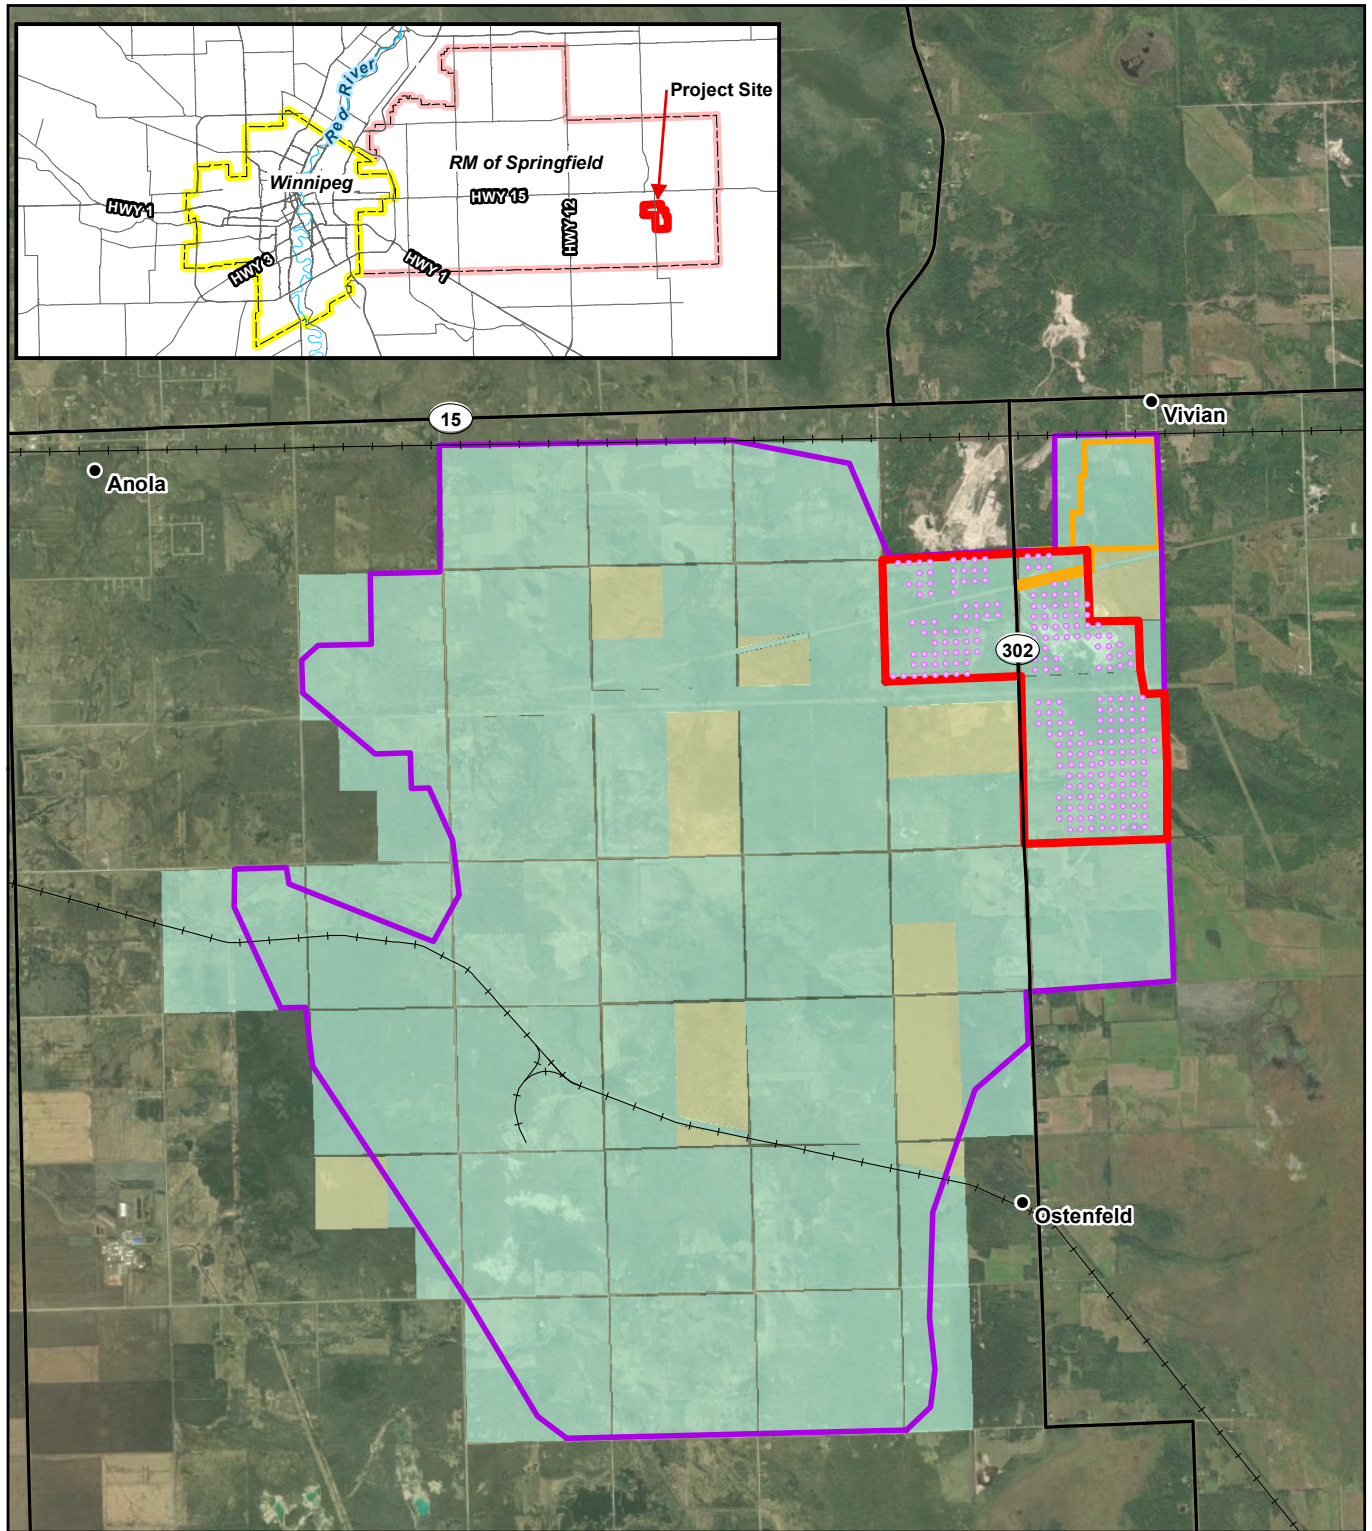 Red River
Project Site
RM of Springfield
Winnipeg
HWY 1
HWY 15
HWY 12
HWY 3
HWY 1
15
Vivian
Anola
302
Ostenfeld